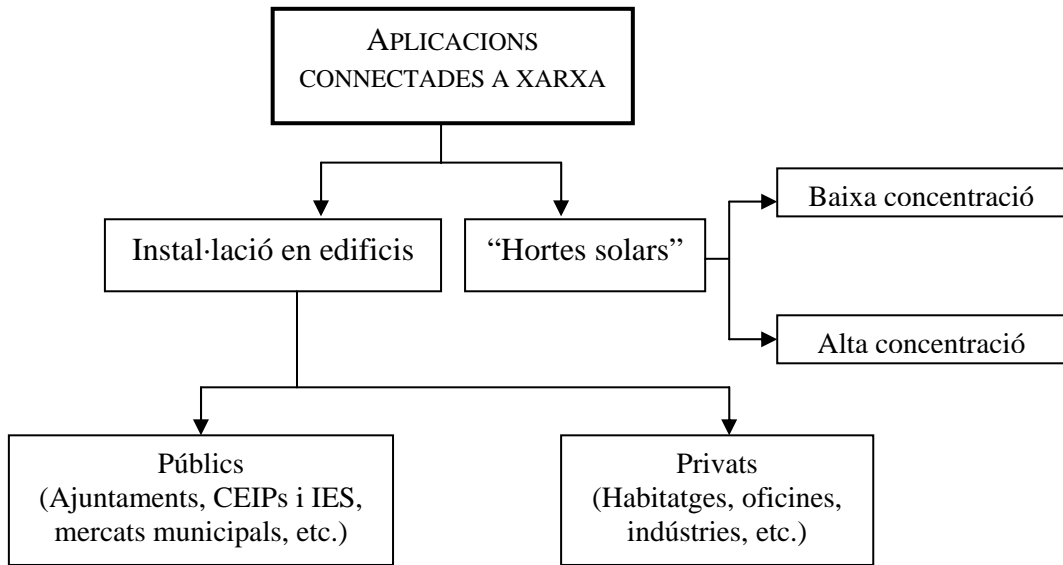 APLICACIONS
CONNECTADES A XARXA
Baixa concentració
Instal·lació en edificis
“Hortes solars”
Alta concentració
Públics
(Ajuntaments, CEIPs i IES,
mercats municipals, etc.)
Privats
(Habitatges, oficines,
indústries, etc.)